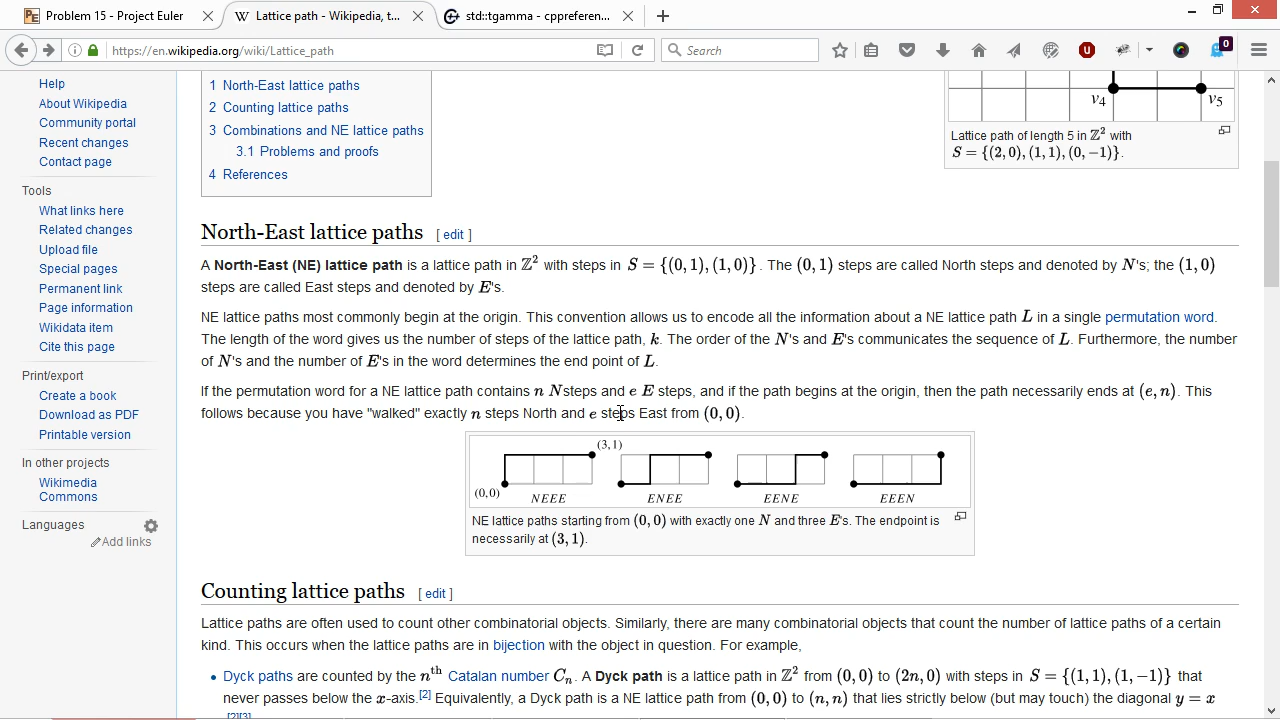 Problem 15 - Project Euler
Lattice path - Wikipedia, t...
std::tgamma - cppreferen...
https://en.wikipedia.org/wiki/Lattice_path
Search
0
Help
About Wikipedia
Community portal
Recent changes
Contact page
Tools
What links here
Related changes
Upload file
Special pages
Permanent link
Page information
Wikidata item
Cite this page
Print/export
Create a book
Download as PDF
Printable version
In other projects
Wikimedia
Commons
Languages
Add links
1 North-East lattice paths
2 Counting lattice paths
3 Combinations and NE lattice paths
3.1 Problems and proofs
4 References
v₄ v₅
Lattice path of length 5 in ℤ² with
S = {(2, 0), (1, 1), (0, −1)}.
North-East lattice paths [ edit ]
A North-East (NE) lattice path is a lattice path in ℤ² with steps in S = {(0, 1), (1, 0)}. The (0, 1) steps are called North steps and denoted by N's; the (1, 0)
steps are called East steps and denoted by E's.
NE lattice paths most commonly begin at the origin. This convention allows us to encode all the information about a NE lattice path L in a single permutation word.
The length of the word gives us the number of steps of the lattice path, k. The order of the N's and E's communicates the sequence of L. Furthermore, the number
of N's and the number of E's in the word determines the end point of L.
If the permutation word for a NE lattice path contains n Nsteps and e E steps, and if the path begins at the origin, then the path necessarily ends at (e, n). This
follows because you have "walked" exactly n steps North and e steps East from (0, 0).
(3, 1)
(0, 0) NEEE ENEE EENE EEEN
NE lattice paths starting from (0, 0) with exactly one N and three E's. The endpoint is
necessarily at (3, 1).
Counting lattice paths [ edit ]
Lattice paths are often used to count other combinatorial objects. Similarly, there are many combinatorial objects that count the number of lattice paths of a certain
kind. This occurs when the lattice paths are in bijection with the object in question. For example,
Dyck paths are counted by the nᵗʰ Catalan number Cₙ. A Dyck path is a lattice path in ℤ² from (0, 0) to (2n, 0) with steps in S = {(1, 1), (1, −1)} that
never passes below the x-axis.[2] Equivalently, a Dyck path is a NE lattice path from (0, 0) to (n, n) that lies strictly below (but may touch) the diagonal y = x
[2][3]